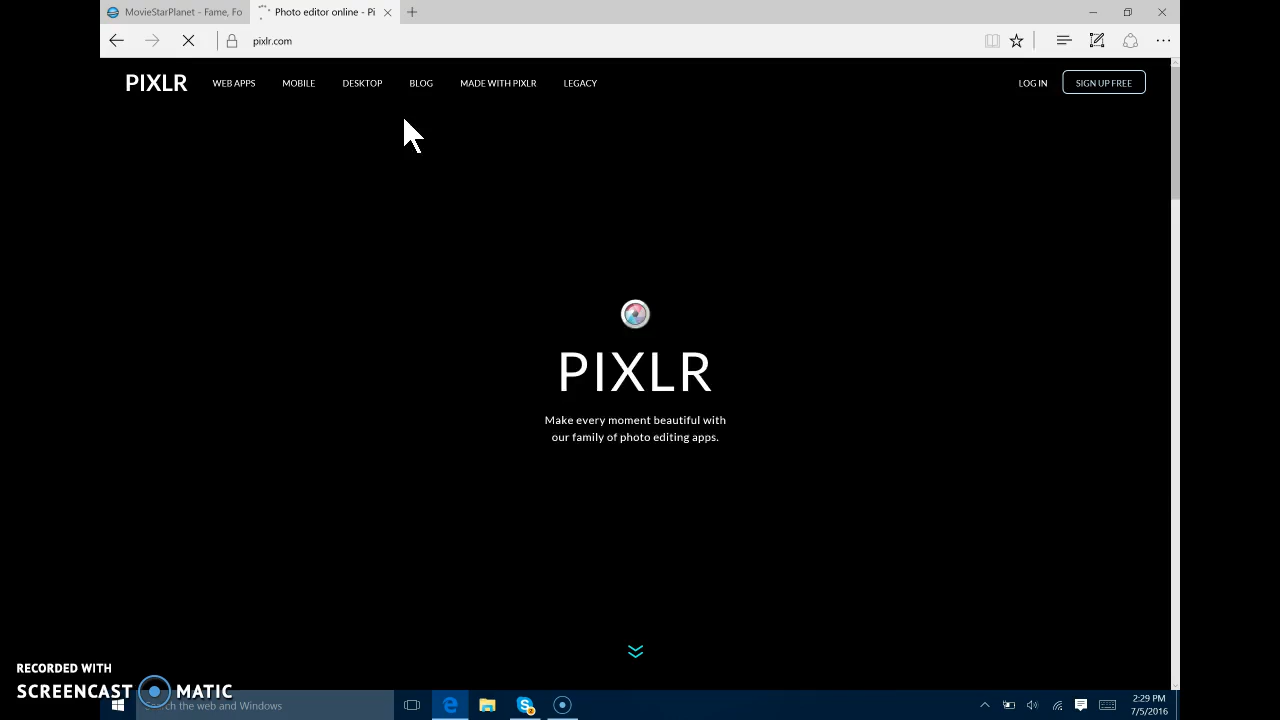 MovieStarPlanet - Fame, Fo
Photo editor online - Pi
pixlr.com
PIXLR WEB APPS MOBILE DESKTOP BLOG MADE WITH PIXLR LEGACY LOG IN SIGN UP FREE
PIXLR
Make every moment beautiful with
our family of photo editing apps.
RECORDED WITH
SCREENCAST MATIC
Search the web and Windows
2:29 PM
7/5/2016